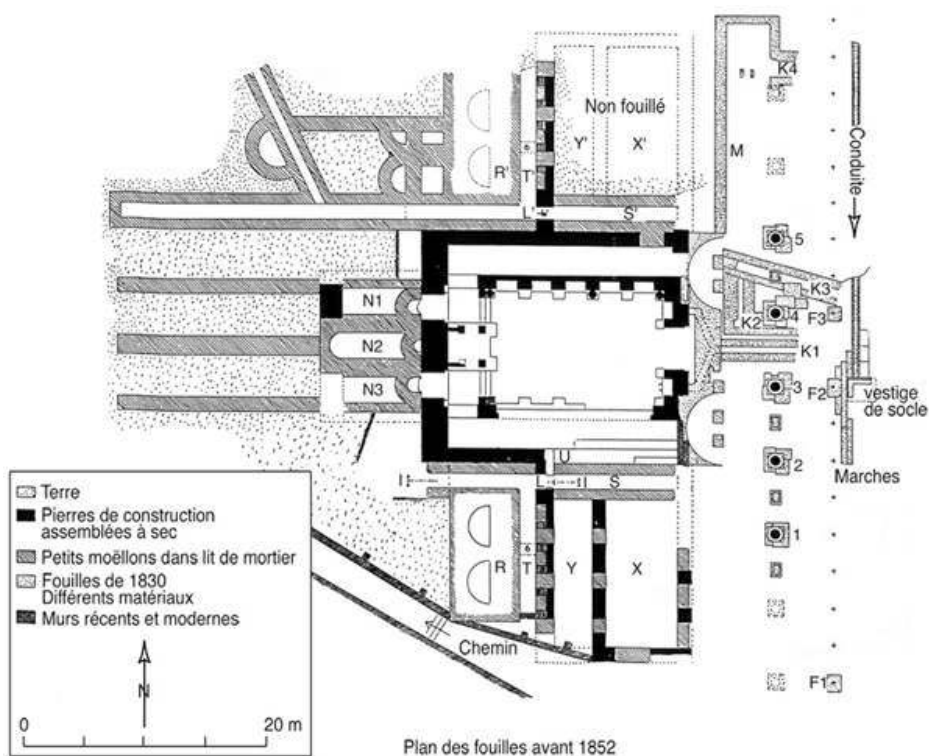 K4
Non fouillé
Y' X'
M
Conduite
R'
6
T'
L'
S'
5
K3
N1
K2 4 F3
N2
K1
N3
3 F2
vestige
de socle
U
2
Marches
I L I S
Terre
Pierres de construction
assemblées à sec
Petits moëllons dans lit de mortier
Fouilles de 1830
Différents matériaux
Murs récents et modernes
1
6
R T Y X
Chemin
N
F1
0 20 m
Plan des fouilles avant 1852